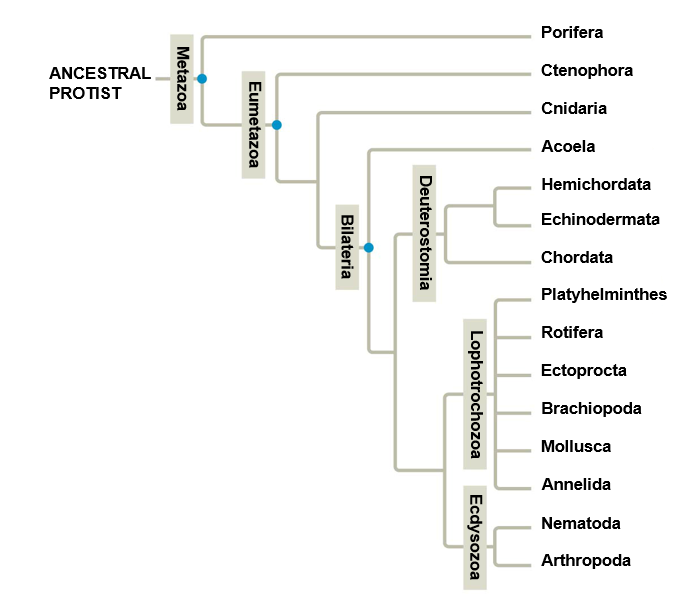 ANCESTRAL
PROTIST
Metazoa
Eumetazoa
Bilateria
Deuterostomia
Lophotrochozoa
Ecdysozoa
Porifera
Ctenophora
Cnidaria
Acoela
Hemichordata
Echinodermata
Chordata
Platyhelminthes
Rotifera
Ectoprocta
Brachiopoda
Mollusca
Annelida
Nematoda
Arthropoda